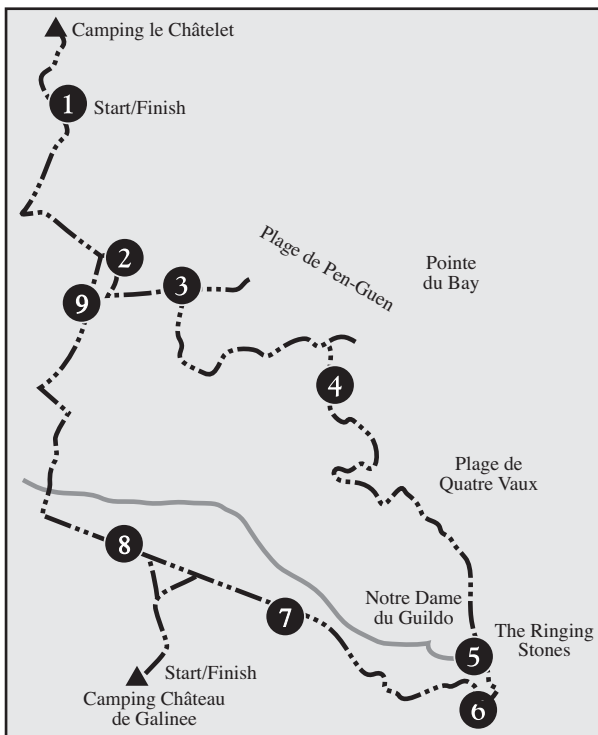 Camping le Châtelet
1
Start/Finish
2
3
9
Plage de Pen-Guen
Pointe
du Bay
4
Plage de
Quatre Vaux
8
7
Notre Dame
du Guildo
The Ringing
Stones
5
6
Start/Finish
Camping Château
de Galinee